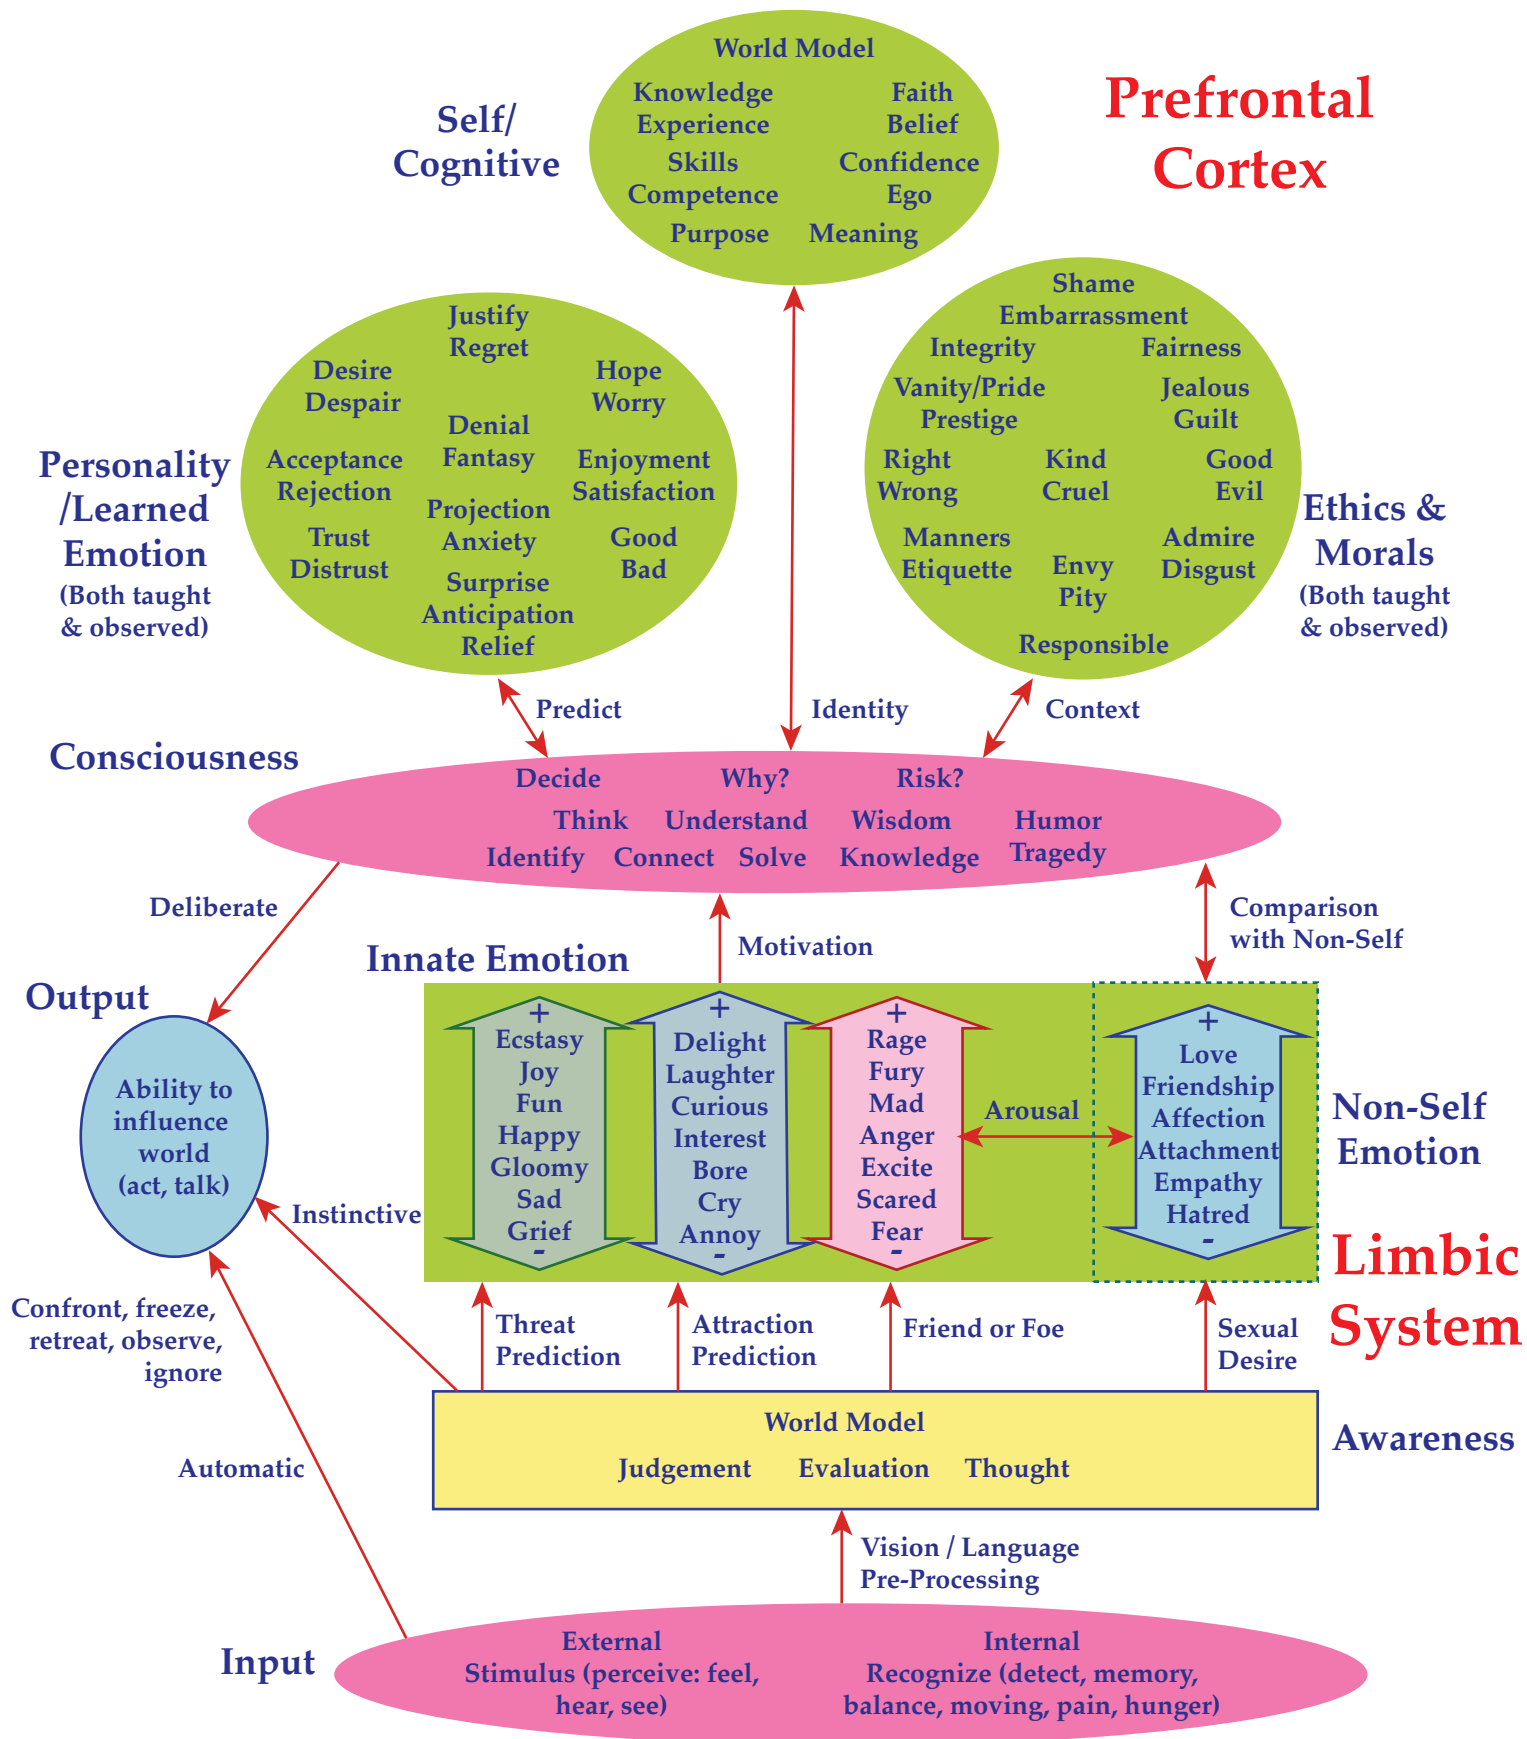 World Model
Knowledge
Experience
Faith
Belief
Skills
Competence
Confidence
Ego
Purpose
Meaning
Self/
Cognitive
Prefrontal
Cortex
Justify
Regret
Desire
Despair
Hope
Worry
Denial
Fantasy
Acceptance
Rejection
Enjoyment
Satisfaction
Projection
Anxiety
Trust
Distrust
Good
Bad
Surprise
Anticipation
Relief
Personality
/Learned
Emotion
(Both taught
& observed)
Shame
Embarrassment
Integrity
Fairness
Vanity/Pride
Prestige
Jealous
Guilt
Right
Wrong
Kind
Cruel
Good
Evil
Manners
Etiquette
Envy
Pity
Admire
Disgust
Responsible
Ethics &
Morals
(Both taught
& observed)
Predict
Identity
Context
Consciousness
Decide
Why?
Risk?
Think
Understand
Wisdom
Humor
Tragedy
Identify
Connect
Solve
Knowledge
Deliberate
Motivation
Comparison
with Non-Self
Innate Emotion
Output
Ability to
influence
world
(act, talk)
+
Ecstasy
Joy
Fun
Happy
Gloomy
Sad
Grief
-
+
Delight
Laughter
Curious
Interest
Bore
Cry
Annoy
-
+
Rage
Fury
Mad
Anger
Excite
Scared
Fear
-
Arousal
+
Love
Friendship
Affection
Attachment
Empathy
Hatred
-
Non-Self
Emotion
Limbic
System
Instinctive
Confront, freeze,
retreat, observe,
ignore
Threat
Prediction
Attraction
Prediction
Friend or Foe
Sexual
Desire
World Model
Judgement
Evaluation
Thought
Awareness
Automatic
Vision / Language
Pre-Processing
Input
External
Stimulus (perceive: feel,
hear, see)
Internal
Recognize (detect, memory,
balance, moving, pain, hunger)